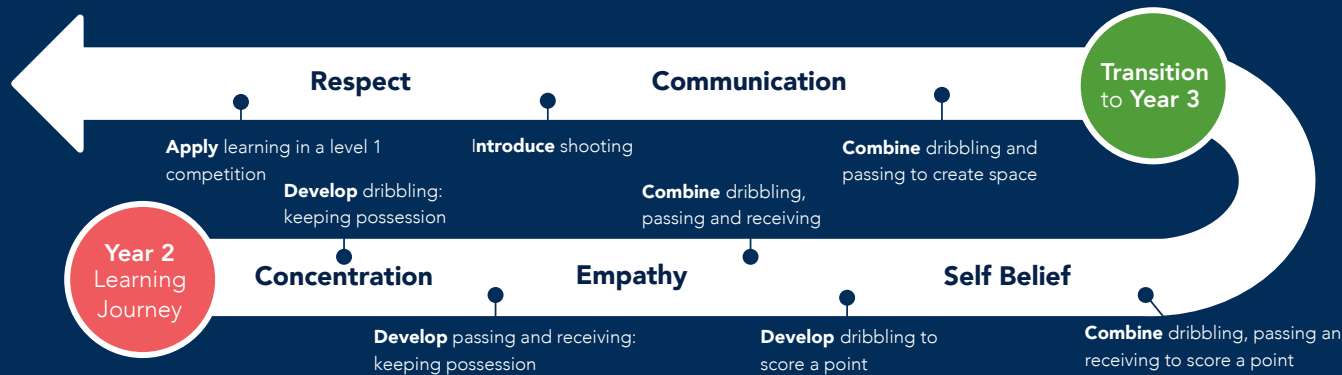 Respect
Communication
Transition
to Year 3
Apply learning in a level 1
competition
Introduce shooting
Combine dribbling and
passing to create space
Develop dribbling:
keeping possession
Combine dribbling,
passing and receiving
Year 2
Learning
Journey
Concentration
Empathy
Self Belief
Develop passing and receiving:
keeping possession
Develop dribbling to
score a point
Combine dribbling, passing an
receiving to score a point